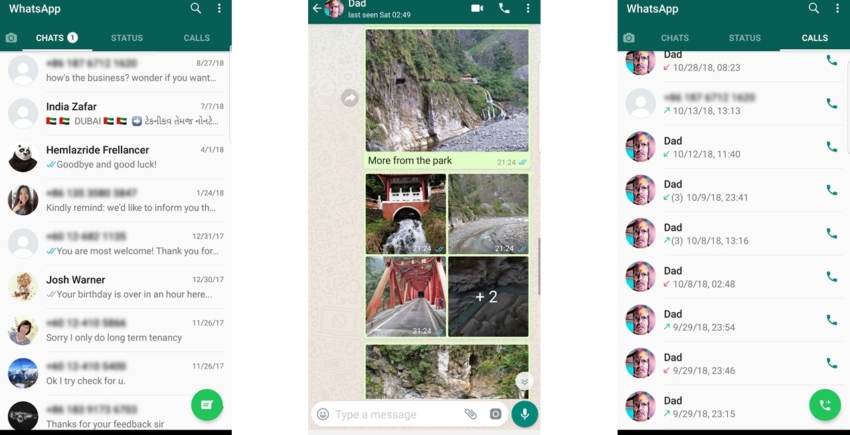 WhatsApp
CHATS 1 STATUS CALLS
8/27/18
how's the business? wonder if you want...
India Zafar 7/7/18
🇦🇪 🇦🇪 DUBAI 🇦🇪 🇦🇪 ➡️ ટેકનીકવ તેમજ નોનટે...
Hemlazride Frellancer 4/1/18
Goodbye and good luck!
1/24/18
Kindly remind: we'd like to inform you th...
12/31/17
You are most welcome! Thank you for...
Josh Warner 12/30/17
Your birthday is over in an hour here...
11/26/17
Sorry I only do long term tenancy
11/26/17
Ok I try check for u.
Thanks for your feedback sir
Dad
last seen Sat 02:49
More from the park 21:24
21:24 21:24
21:24 + 2
Type a message
WhatsApp
CHATS STATUS CALLS
Dad
10/28/18, 08:23
10/13/18, 13:13
Dad
10/12/18, 11:40
Dad
(3) 10/9/18, 23:41
Dad
(3) 10/8/18, 13:16
Dad
10/8/18, 02:48
Dad
9/29/18, 23:54
Dad
9/29/18, 23:46
Dad
9/29/18, 23:15